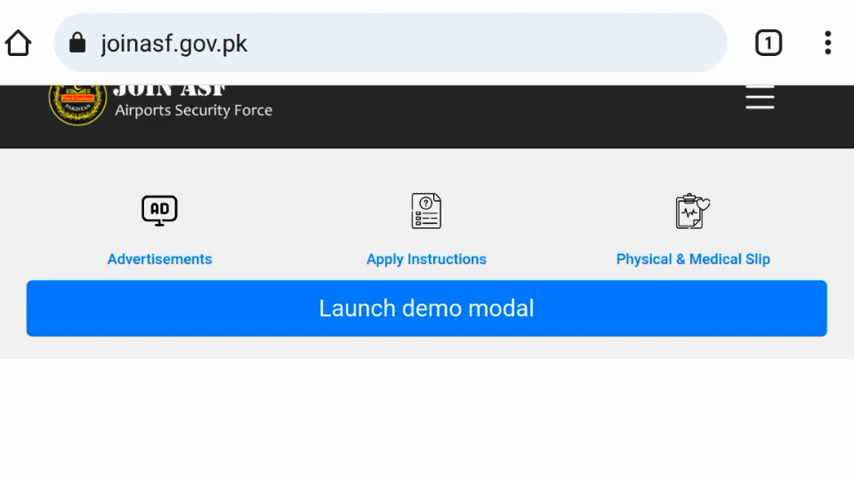 joinasf.gov.pk
1
JOIN ASF
Airports Security Force
AD
?
Advertisements
Apply Instructions
Physical & Medical Slip
Launch demo modal